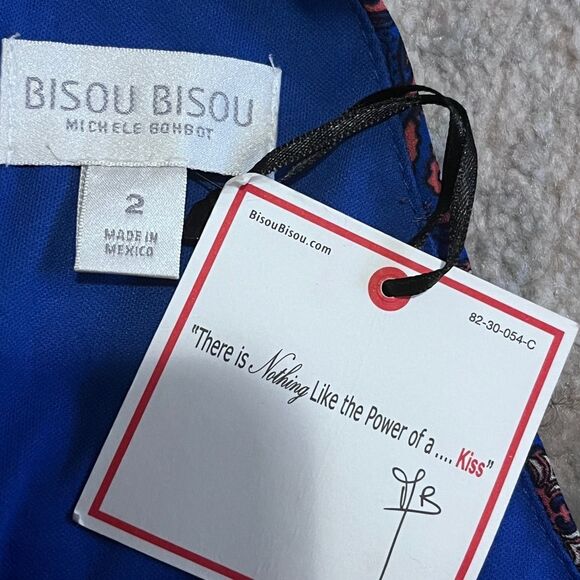 BISOU BISOU
MICHELE BOHBOT
2
MADE IN
MEXICO
BisouBisou.com
82-30-054-C
"There is Nothing Like the Power of a .... Kiss"
MB